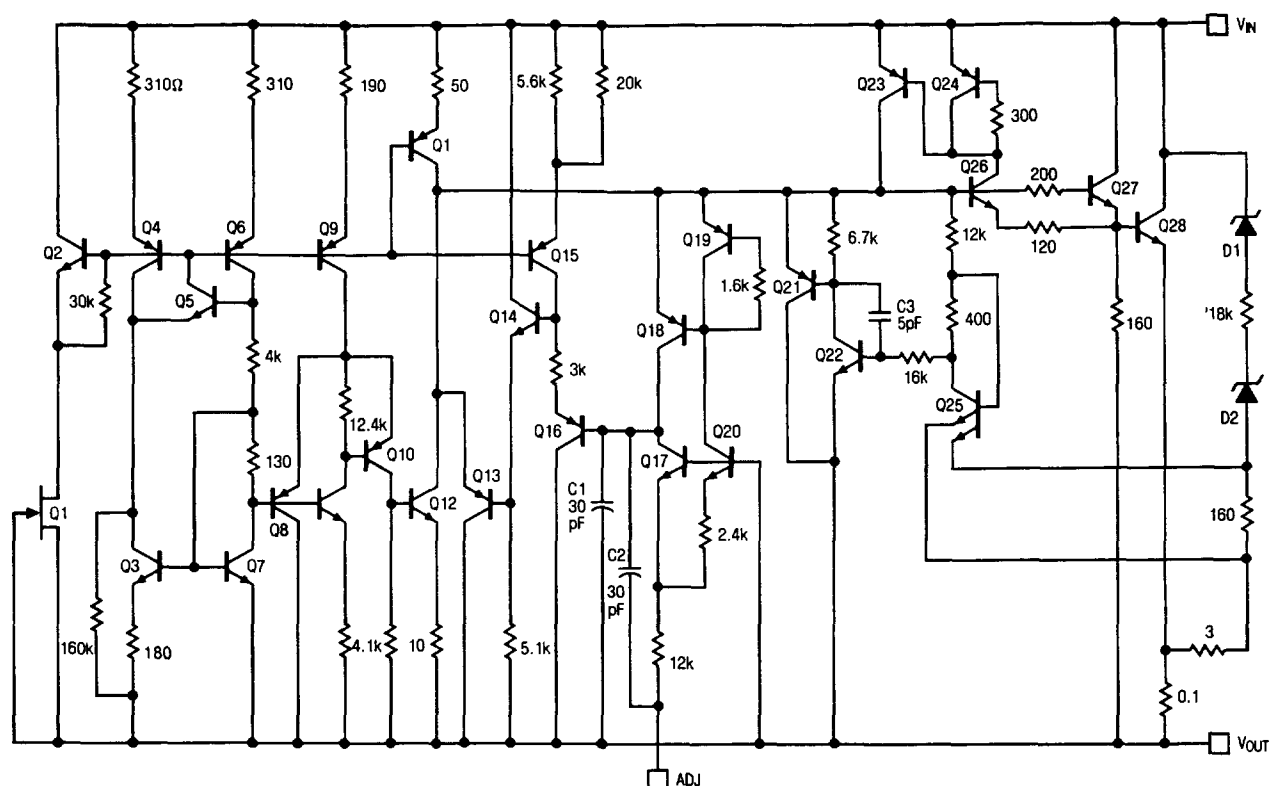 VIN
310Ω
310
190
50
5.6k
20k
Q23
Q24
300
Q1
Q26
200
Q27
120
Q28
Q2
Q4
Q6
Q9
Q15
Q19
6.7k
12k
D1
30k
Q5
Q14
1.6k
Q21
C3
5pF
400
160
'18k
Q18
Q22
16k
4k
3k
12.4k
Q25
D2
Q16
Q17
Q20
130
Q10
C1
30
pF
Q8
Q12
Q13
2.4k
160
Q1
Q3
Q7
C2
30
pF
160k
180
4.1k
10
5.1k
12k
3
0.1
VOUT
ADJ